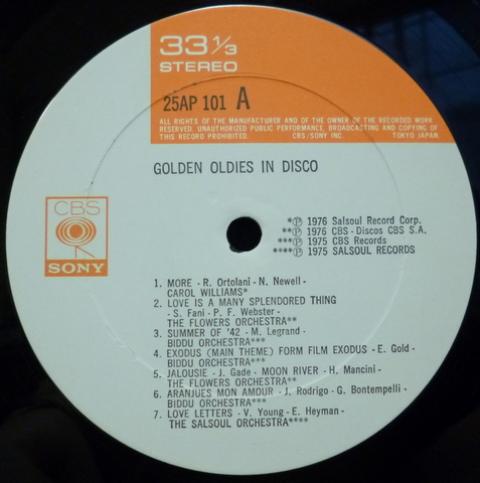 33 1/3
STEREO
25AP 101 A
ALL RIGHTS OF THE MANUFACTURER AND OF THE OWNER OF THE RECORDED WORK
RESERVED. UNAUTHORIZED PUBLIC PERFORMANCE, BROADCASTING AND COPYING OF
THIS RECORD PROHIBITED. CBS/SONY INC. TOKYO JAPAN.
GOLDEN OLDIES IN DISCO
CBS
SONY
*℗ 1976 Salsoul Record Corp.
**℗ 1976 CBS - Discos CBS S.A.
***℗ 1975 CBS Records
****℗ 1975 SALSOUL RECORDS
1. MORE - R. Ortolani - N. Newell -
CAROL WILLIAMS*
2. LOVE IS A MANY SPLENDORED THING
- S. Fani - P. F. Webster -
THE FLOWERS ORCHESTRA**
3. SUMMER OF '42 - M. Legrand -
BIDDU ORCHESTRA***
4. EXODUS (MAIN THEME) FORM FILM EXODUS - E. Gold -
BIDDU ORCHESTRA***
5. JALOUSIE - J. Gade - MOON RIVER - H. Mancini -
THE FLOWERS ORCHESTRA**
6. ARANJUES MON AMOUR - J. Rodrigo - G. Bontempelli -
BIDDU ORCHESTRA***
7. LOVE LETTERS - V. Young - E. Heyman -
THE SALSOUL ORCHESTRA****